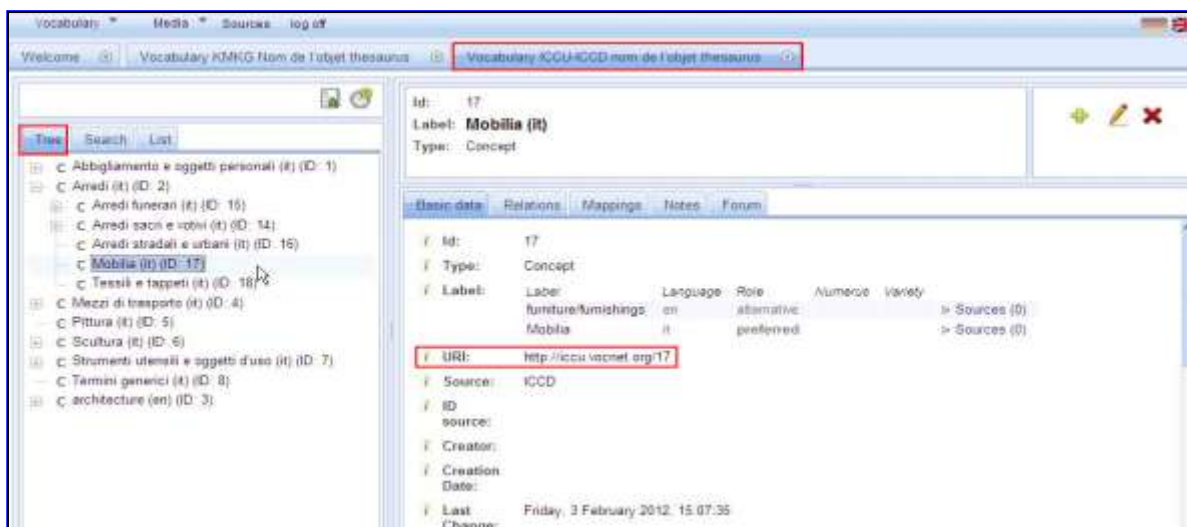 Vocabulary Media Sources log off
Welcome Vocabulary KMKG Nom de l'objet thesaurus Vocabulary ICCU-ICCD nom de l'objet thesaurus
Tree Search List
C Abbigliamento e oggetti personali (it) (ID: 1)
C Arredi (it) (ID: 2)
C Arredi funerari (it) (ID: 15)
C Arredi sacri e votivi (it) (ID: 14)
C Arredi stradali e urbani (it) (ID: 16)
C Mobilia (it) (ID: 17)
C Tessili e tappeti (it) (ID: 18)
C Mezzi di trasporto (it) (ID: 4)
C Pittura (it) (ID: 5)
C Scultura (it) (ID: 6)
C Strumenti utensili e oggetti d'uso (it) (ID: 7)
C Termini generici (it) (ID: 8)
C architecture (en) (ID: 3)
Id: 17
Label: Mobilia (it)
Type: Concept
Basic data Relations Mappings Notes Forum
i Id: 17
i Type: Concept
i Label: Label Language Role Numerus Variety
furniture/furnishings en alternative > Sources (0)
Mobilia it preferred > Sources (0)
i URI: http://iccu.vocnet.org/17
i Source: ICCD
i ID
source:
i Creator:
i Creation
Date:
i Last Friday, 3 February 2012, 15:07:35
Change: